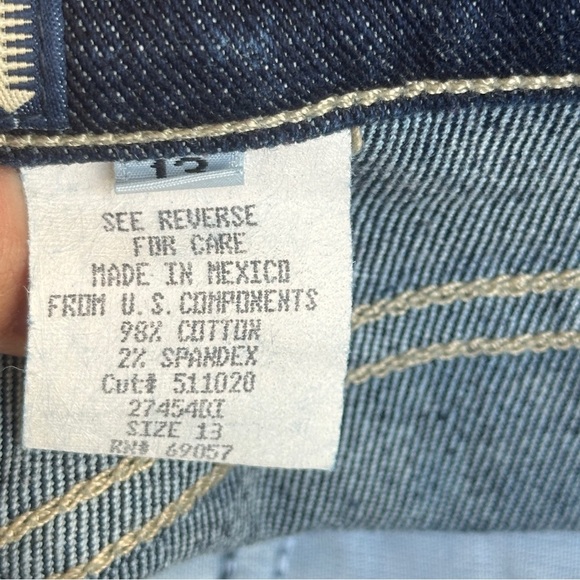 13
SEE REVERSE
FOR CARE
MADE IN MEXICO
FROM U.S. COMPONENTS
98% COTTON
2% SPANDEX
Cut# 511020
27454DI
SIZE 13
RN# 69057